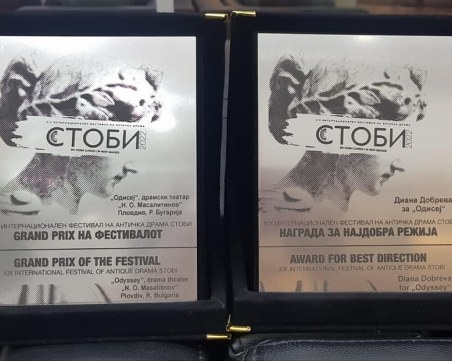 XIX ИНТЕРНАЦИОНАЛЕН ФЕСТИВАЛ НА АНТИЧКА ДРАМА
СТОБИ 2022
„Одисеј“, драмски театар
„Н. О. Масалитинов“
Пловдив, Р. Бугарија
ИНТЕРНАЦИОНАЛЕН ФЕСТИВАЛ НА АНТИЧКА ДРАМА СТОБИ
GRAND PRIX НА ФЕСТИВАЛОТ
GRAND PRIX OF THE FESTIVAL
XIX INTERNATIONAL FESTIVAL OF ANTIQUE DRAMA STOBI
"Odyssey", drama theater
"N. O. Masalitinov"
Plovdiv, R. Bulgaria
XIX ИНТЕРНАЦИОНАЛЕН ФЕСТИВАЛ НА АНТИЧКА ДРАМА
СТОБИ 2022
Диана Добрева
за „Одисеј“
ИНТЕРНАЦИОНАЛЕН ФЕСТИВАЛ НА АНТИЧКА ДРАМА СТОБИ
НАГРАДА ЗА НАЈДОБРА РЕЖИЈА
AWARD FOR BEST DIRECTION
XIX INTERNATIONAL FESTIVAL OF ANTIQUE DRAMA STOBI
Diana Dobreva
for „Odyssey"